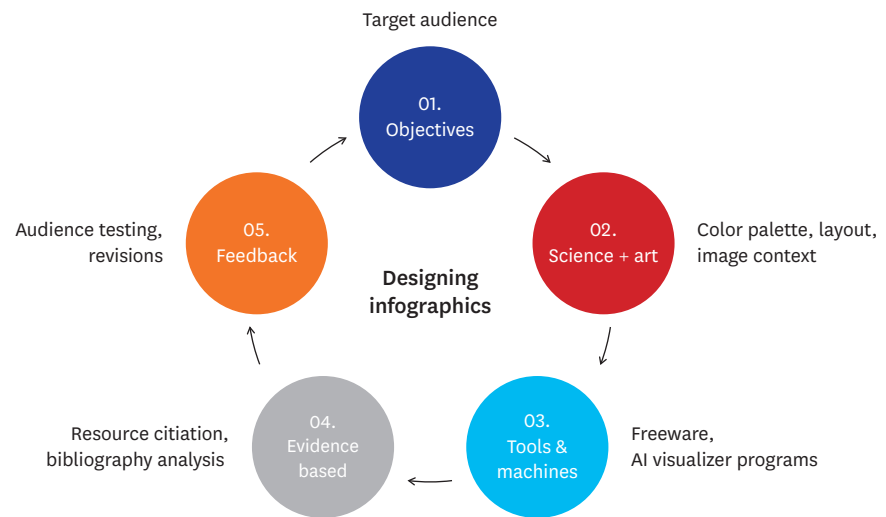 Target audience
01.
Objectives
02.
Science + art
Color palette, layout,
image context
03.
Tools &
machines
Freeware,
AI visualizer programs
04.
Evidence
based
Resource citiation,
bibliography analysis
05.
Feedback
Audience testing,
revisions
Designing
infographics